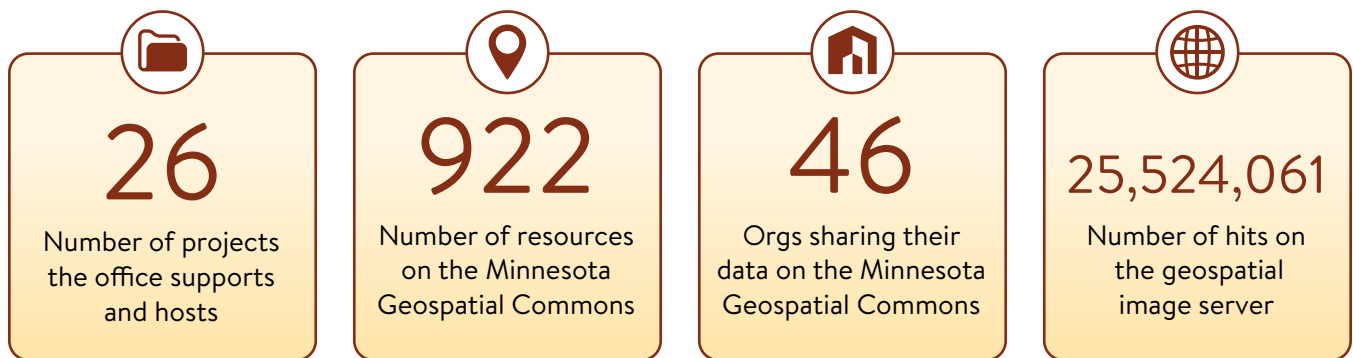 26
Number of projects
the office supports
and hosts
922
Number of resources
on the Minnesota
Geospatial Commons
46
Orgs sharing their
data on the Minnesota
Geospatial Commons
25,524,061
Number of hits on
the geospatial
image server